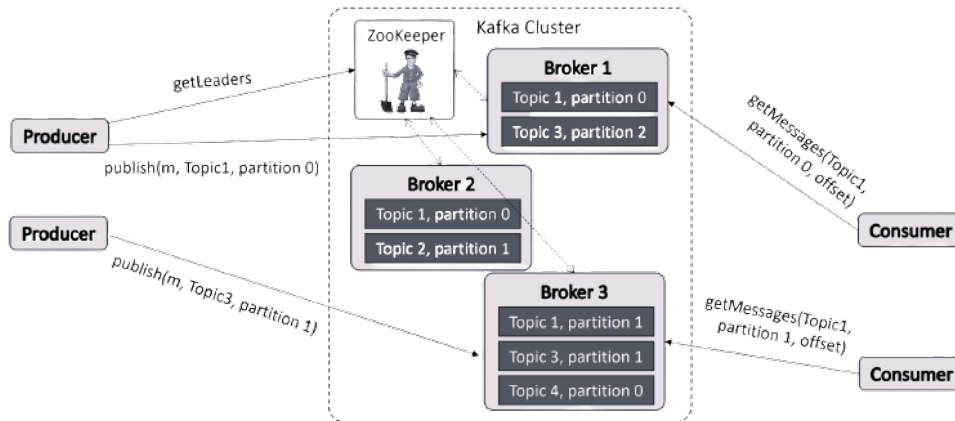 Kafka Cluster
ZooKeeper
getLeaders
Producer
publish(m, Topic1, partition 0)
Broker 1
Topic 1, partition 0
Topic 3, partition 2
getMessages(Topic1,
partition 0, offset)
Broker 2
Topic 1, partition 0
Topic 2, partition 1
Producer
publish(m, Topic3, partition 1)
Consumer
Broker 3
Topic 1, partition 1
Topic 3, partition 1
Topic 4, partition 0
getMessages(Topic1,
partition 1, offset)
Consumer